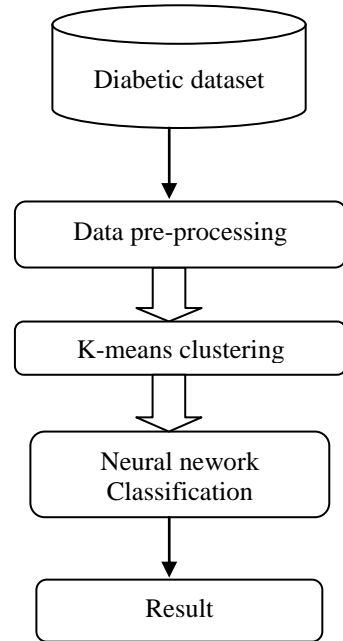 Diabetic dataset
Data pre-processing
K-means clustering
Neural nework
Classification
Result